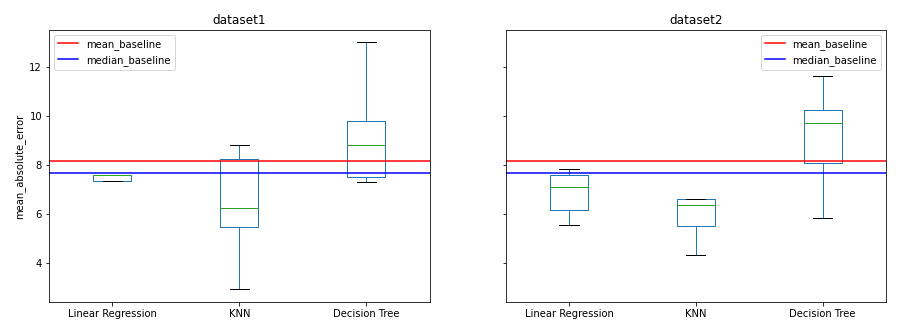 dataset1
mean_baseline
median_baseline
mean_absolute_error
12
10
8
6
4
Linear Regression
KNN
Decision Tree
dataset2
mean_baseline
median_baseline
Linear Regression
KNN
Decision Tree